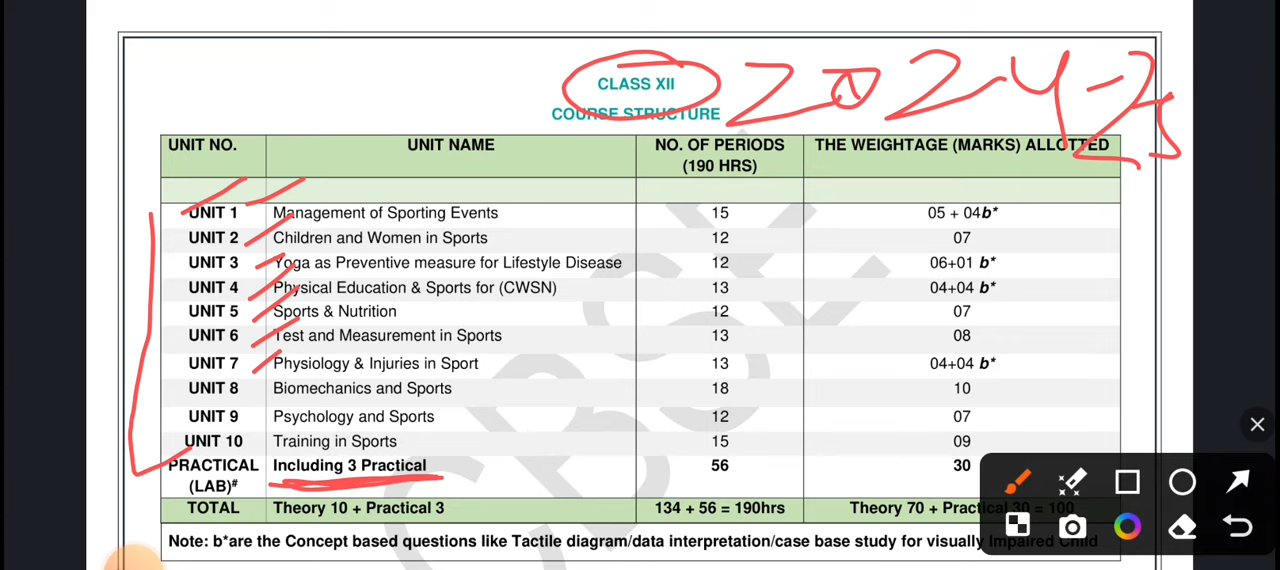 CLASS XII 2024-25
COURSE STRUCTURE
UNIT NO. UNIT NAME NO. OF PERIODS (190 HRS) THE WEIGHTAGE (MARKS) ALLOTTED
UNIT 1 Management of Sporting Events 15 05 + 04b*
UNIT 2 Children and Women in Sports 12 07
UNIT 3 Yoga as Preventive measure for Lifestyle Disease 12 06+01 b*
UNIT 4 Physical Education & Sports for (CWSN) 13 04+04 b*
UNIT 5 Sports & Nutrition 12 07
UNIT 6 Test and Measurement in Sports 13 08
UNIT 7 Physiology & Injuries in Sport 13 04+04 b*
UNIT 8 Biomechanics and Sports 18 10
UNIT 9 Psychology and Sports 12 07
UNIT 10 Training in Sports 15 09
PRACTICAL (LAB)# Including 3 Practical 56 30
TOTAL Theory 10 + Practical 3 134 + 56 = 190hrs Theory 70 + Practical 30 = 100
Note: b*are the Concept based questions like Tactile diagram/data interpretation/case base study for visually Impaired Child
CBSE